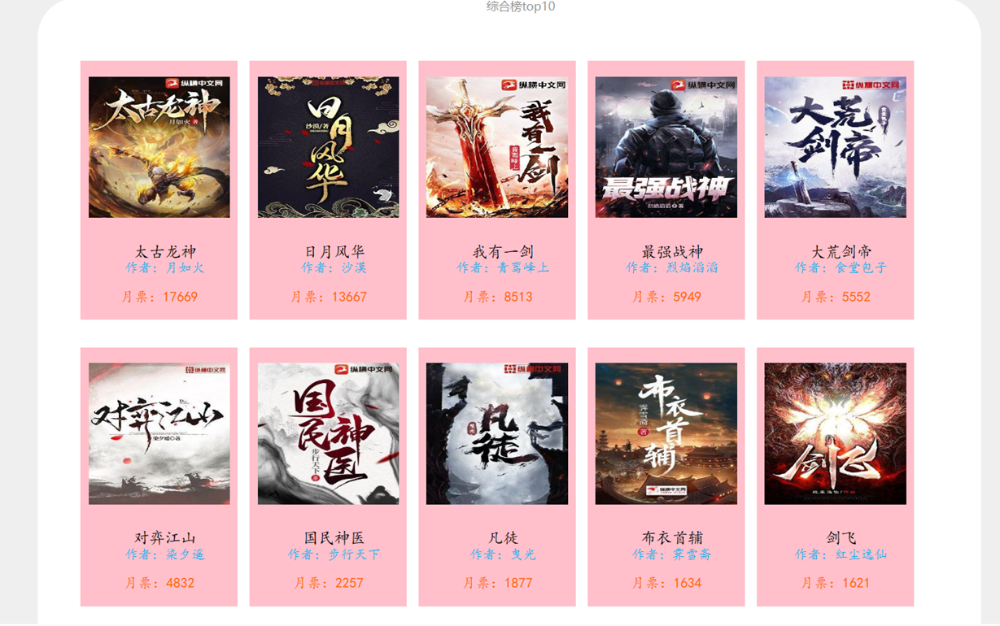 综合榜top10
纵横中文网
太古龙神
月如火 著
日月风华
沙漠/著
纵横中文网
我有一剑
青鸾峰上
纵横中文网
最强战神
烈焰滔滔 著
纵横中文网
大荒剑帝
太古龙神
作者：月如火
月票：17669
日月风华
作者：沙漠
月票：13667
我有一剑
作者：青鸾峰上
月票：8513
最强战神
作者：烈焰滔滔
月票：5949
大荒剑帝
作者：食堂包子
月票：5552
纵横中文网
对弈江山
染夕遥◎著
纵横中文网
国民神医
步行天下 著
纵横中文网
凡徒
曳光
布衣首辅
霁雪斋
著
纵横中文网
剑飞
对弈江山
作者：染夕遥
月票：4832
国民神医
作者：步行天下
月票：2257
凡徒
作者：曳光
月票：1877
布衣首辅
作者：霁雪斋
月票：1634
剑飞
作者：红尘逸仙
月票：1621